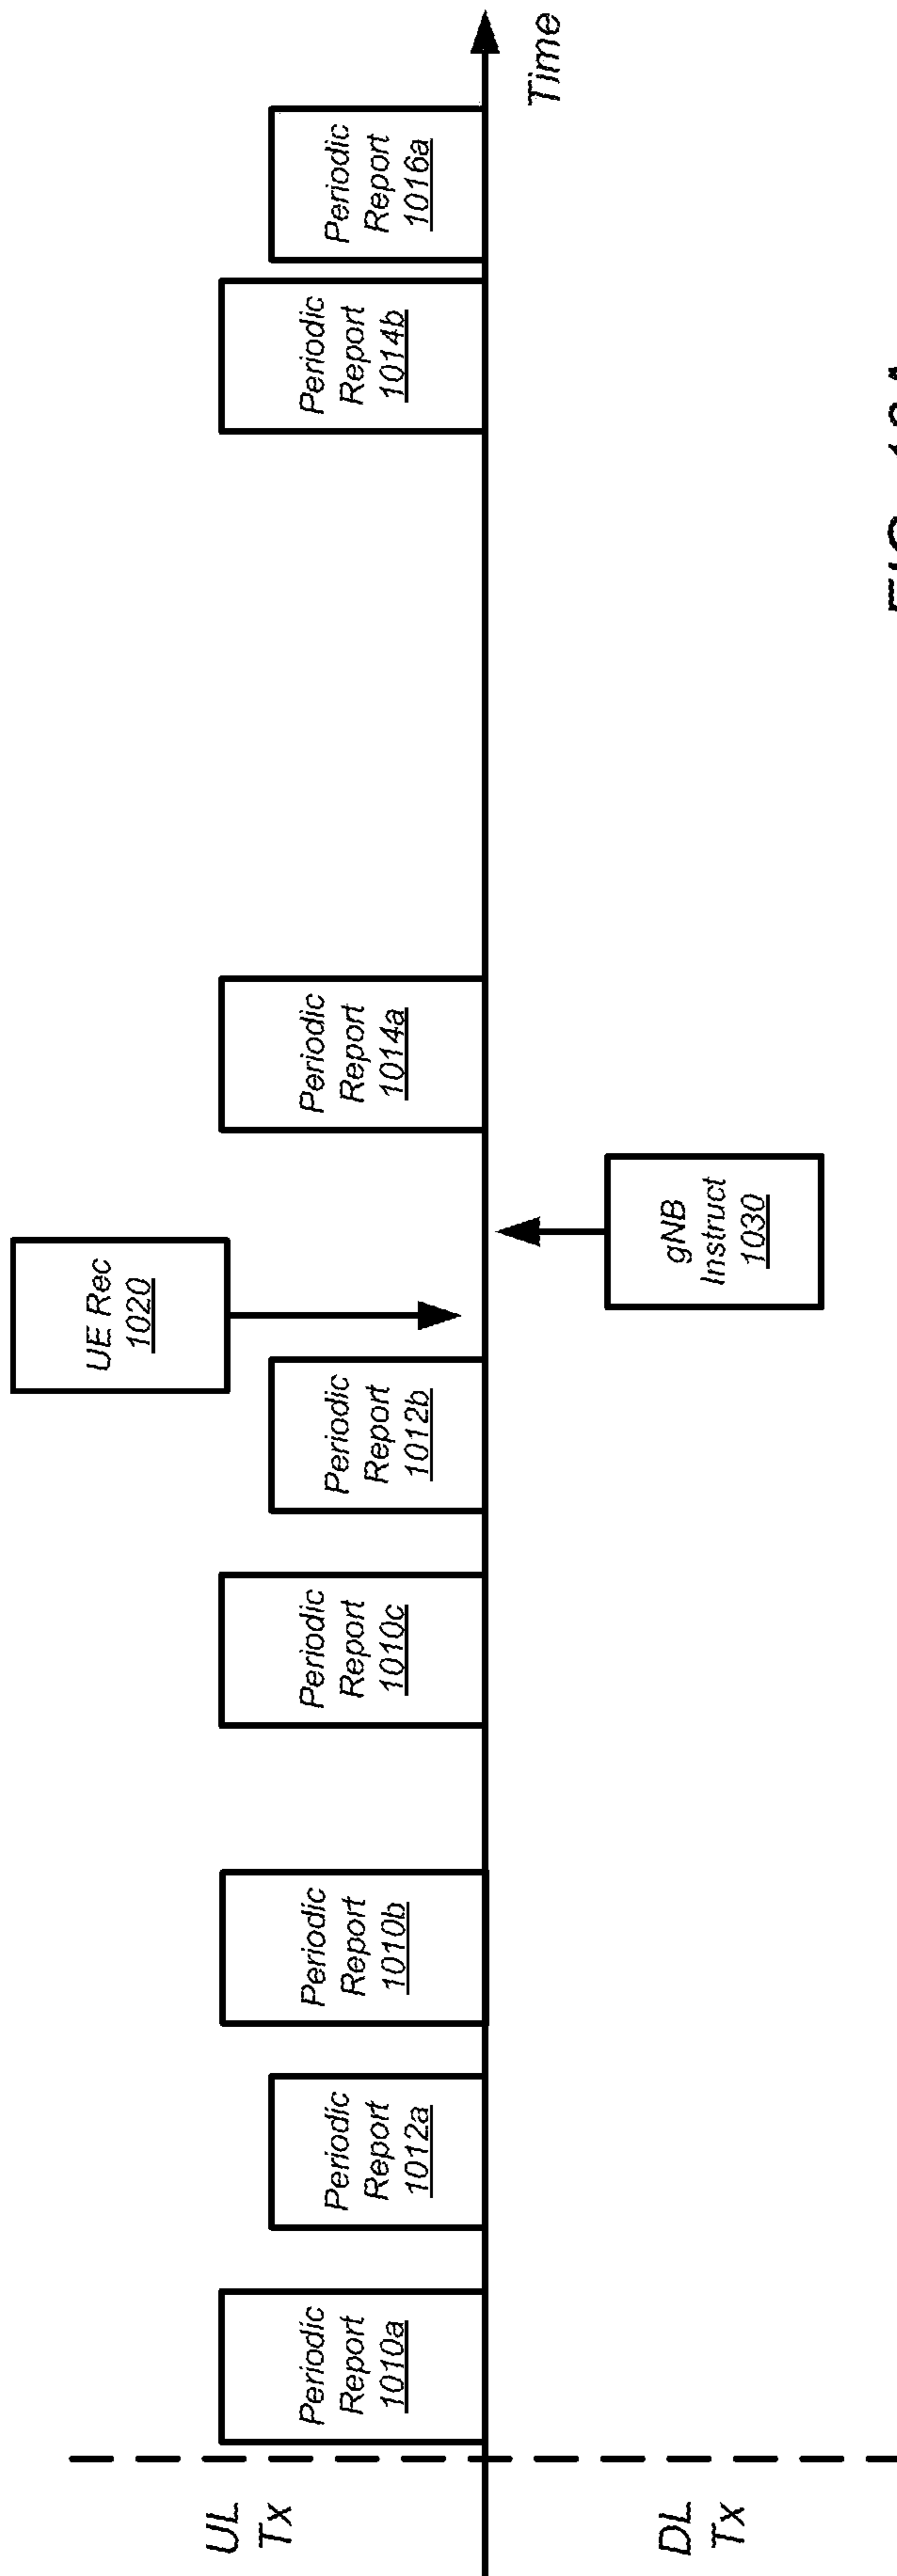 UL
Tx
DL
Tx
Periodic
Report
1010a
Periodic
Report
1012a
Periodic
Report
1010b
Periodic
Report
1010c
Periodic
Report
1012b
UE Rec
1020
gNB
Instruct
1030
Periodic
Report
1014a
Periodic
Report
1014b
Periodic
Report
1016a
Time